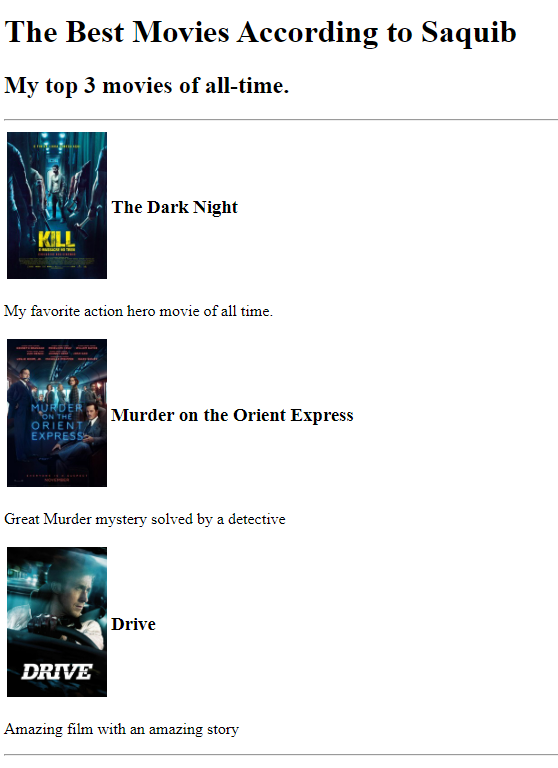 The Best Movies According to Saquib
My top 3 movies of all-time.
KILL
The Dark Night
My favorite action hero movie of all time.
MURDER
ON THE
ORIENT
EXPRESS
Murder on the Orient Express
Great Murder mystery solved by a detective
DRIVE
Drive
Amazing film with an amazing story